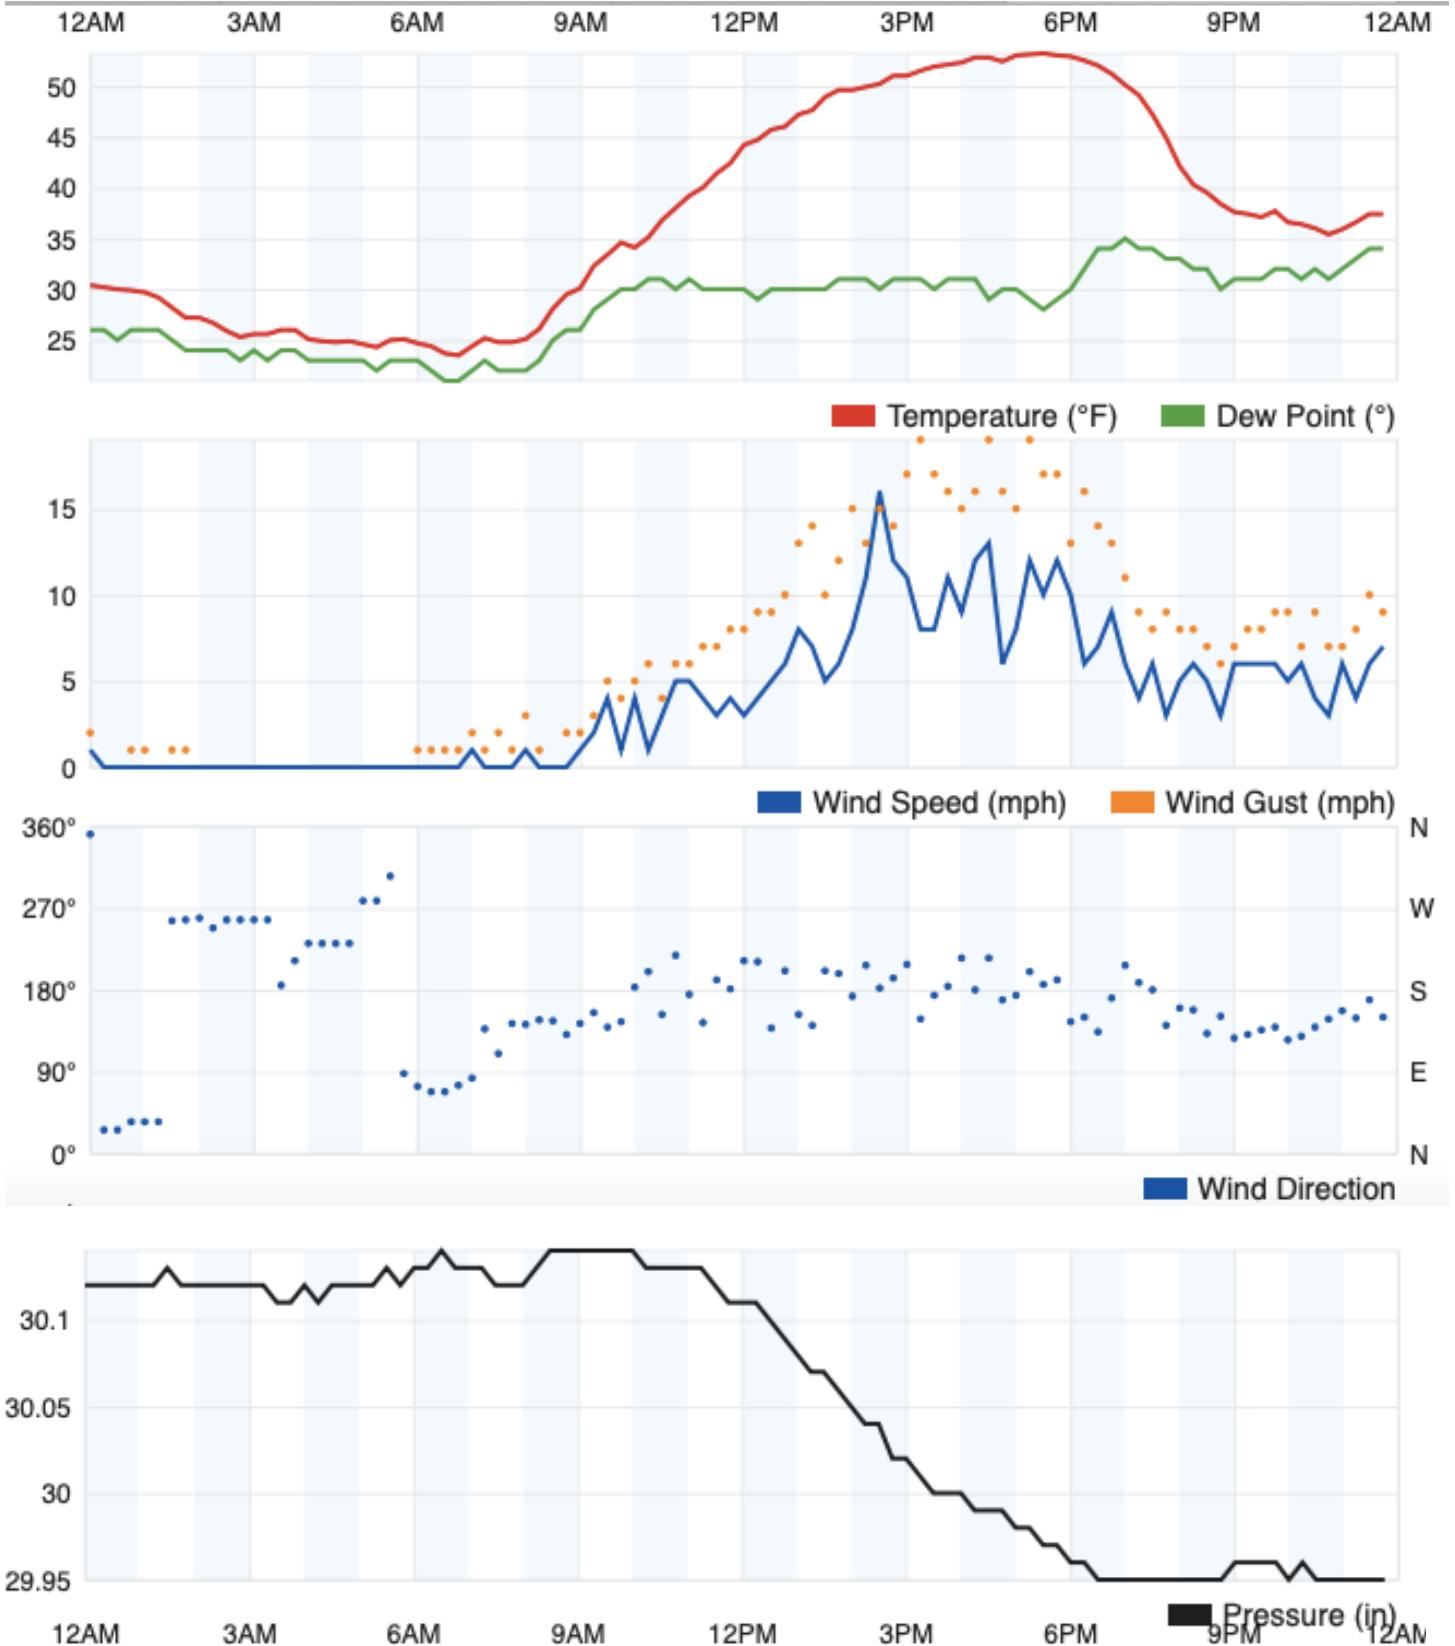 12AM 3AM 6AM 9AM 12PM 3PM 6PM 9PM 12AM
50
45
40
35
30
25
Temperature (°F) Dew Point (°)
15
10
5
0
Wind Speed (mph) Wind Gust (mph)
360° N
270° W
180° S
90° E
0° N
Wind Direction
30.1
30.05
30
29.95
Pressure (in)
12AM 3AM 6AM 9AM 12PM 3PM 6PM 9PM 12AM